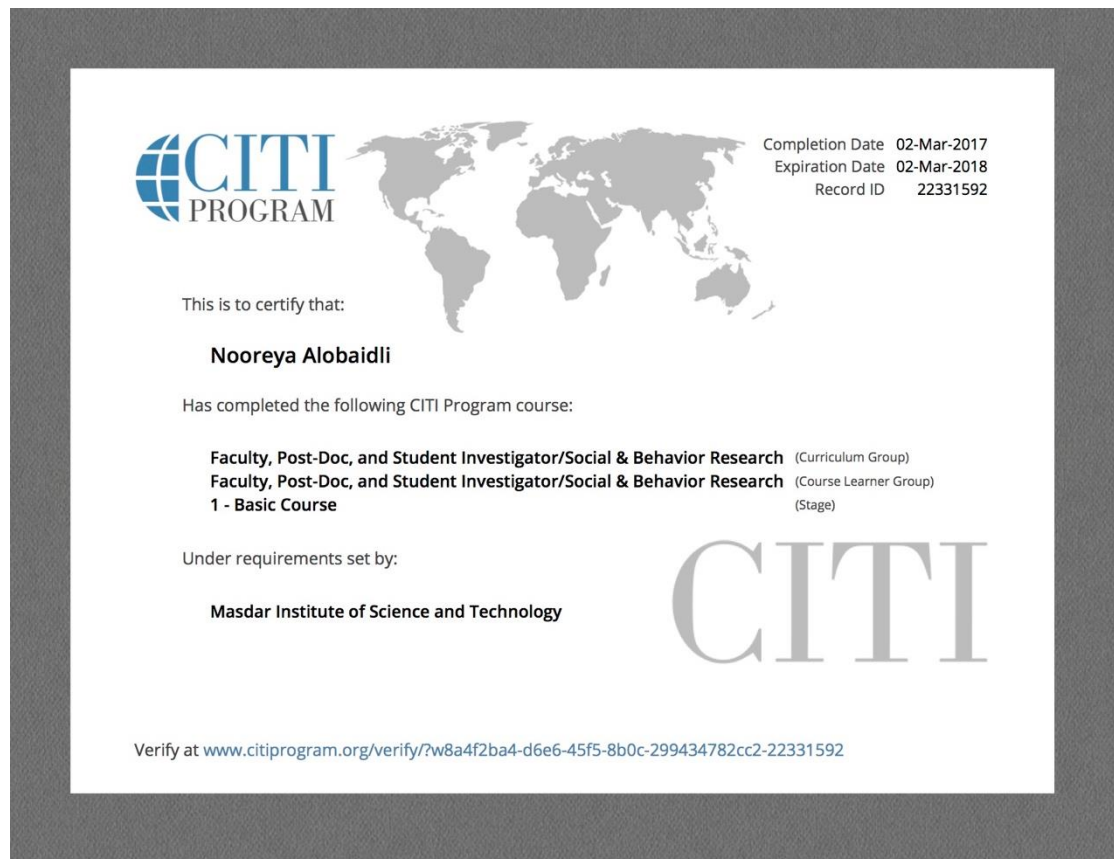 CITI
PROGRAM
Completion Date 02-Mar-2017
Expiration Date 02-Mar-2018
Record ID 22331592
This is to certify that:
Nooreya Alobaidli
Has completed the following CITI Program course:
Faculty, Post-Doc, and Student Investigator/Social & Behavior Research (Curriculum Group)
Faculty, Post-Doc, and Student Investigator/Social & Behavior Research (Course Learner Group)
1 - Basic Course (Stage)
Under requirements set by:
Masdar Institute of Science and Technology
CITI
Verify at www.citiprogram.org/verify/?w8a4f2ba4-d6e6-45f5-8b0c-299434782cc2-22331592